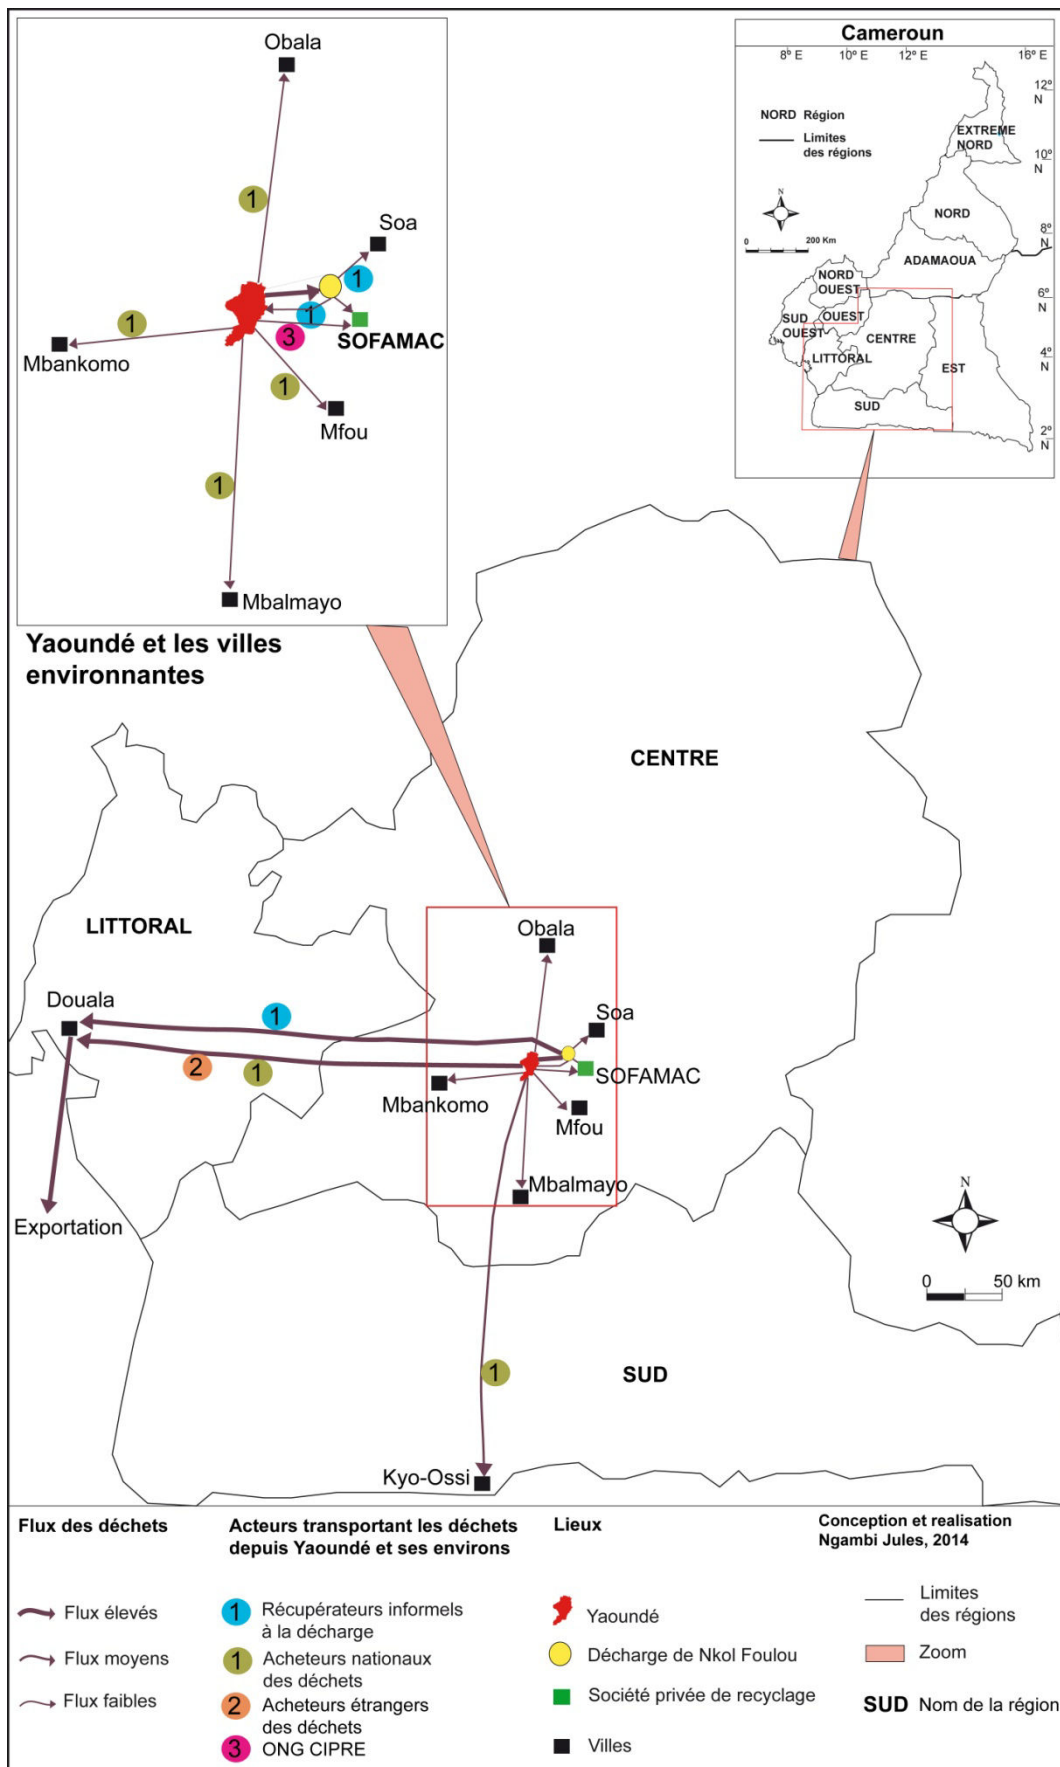 Obala
1
Soa
1
1
3
SOFAMAC
1
Mbankomo
1
Mfou
1
Mbalmayo
Yaoundé et les villes
environnantes
Cameroun
8° E
10° E
12° E
16° E
12°
N
NORD Région
Limites
des régions
EXTREME
NORD
10°
N
N
0
200 Km
NORD
8°
N
ADAMAOUA
NORD
OUEST
6°
N
SUD
OUEST
OUEST
CENTRE
LITTORAL
4°
N
EST
SUD
2°
N
CENTRE
LITTORAL
Obala
Douala
1
Soa
2
1
SOFAMAC
Mbankomo
Mfou
Mbalmayo
Exportation
N
0
50 km
1
SUD
Kyo-Ossi
Flux des déchets
Flux élevés
Flux moyens
Flux faibles
Acteurs transportant les déchets
depuis Yaoundé et ses environs
1 Récupérateurs informels
à la décharge
1 Acheteurs nationaux
des déchets
2 Acheteurs étrangers
des déchets
3 ONG CIPRE
Lieux
Yaoundé
Décharge de Nkol Foulou
Société privée de recyclage
Villes
Conception et realisation
Ngambi Jules, 2014
Limites
des régions
Zoom
SUD Nom de la région